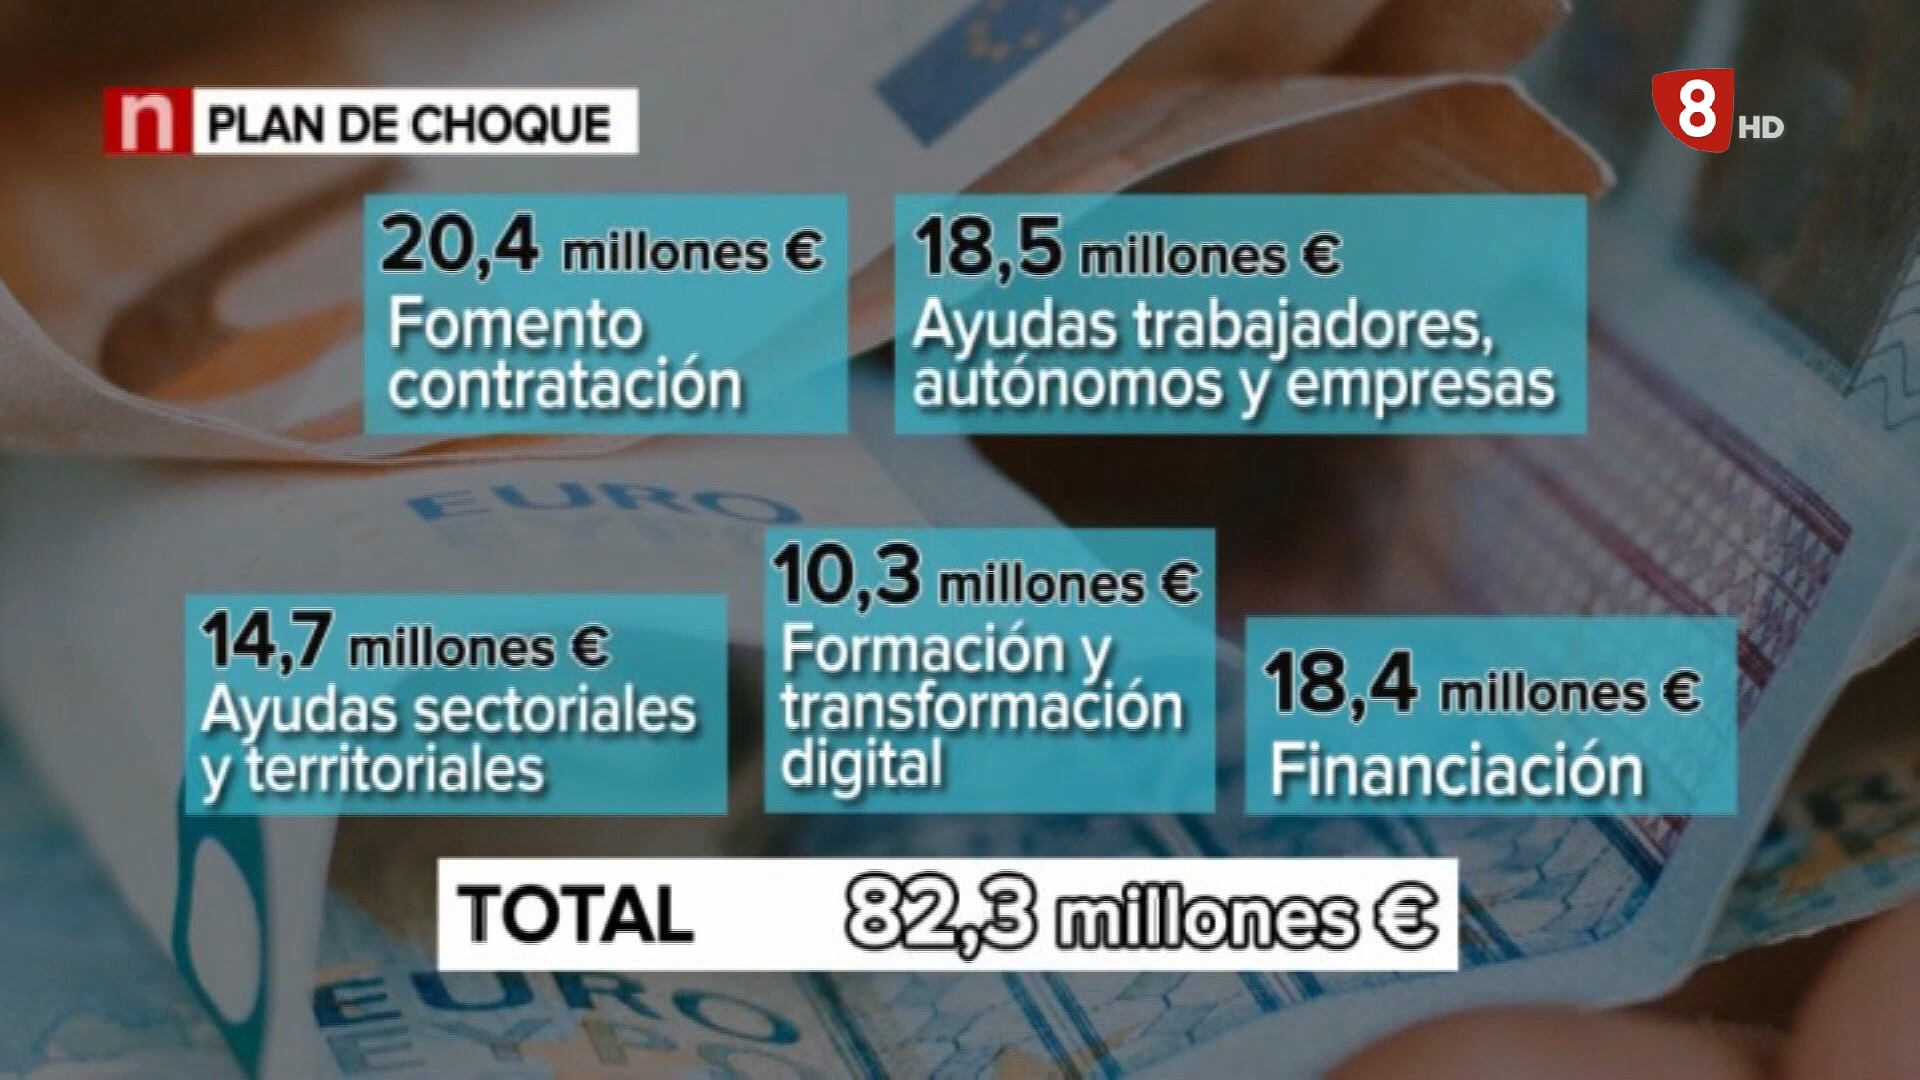 n PLAN DE CHOQUE
8 HD
20,4 millones €
Fomento
contratación
18,5 millones €
Ayudas trabajadores,
autónomos y empresas
EURO
14,7 millones €
Ayudas sectoriales
y territoriales
10,3 millones €
Formación y
transformación
digital
18,4 millones €
Financiación
TOTAL 82,3 millones €
EURO
ΕΥΡΩ